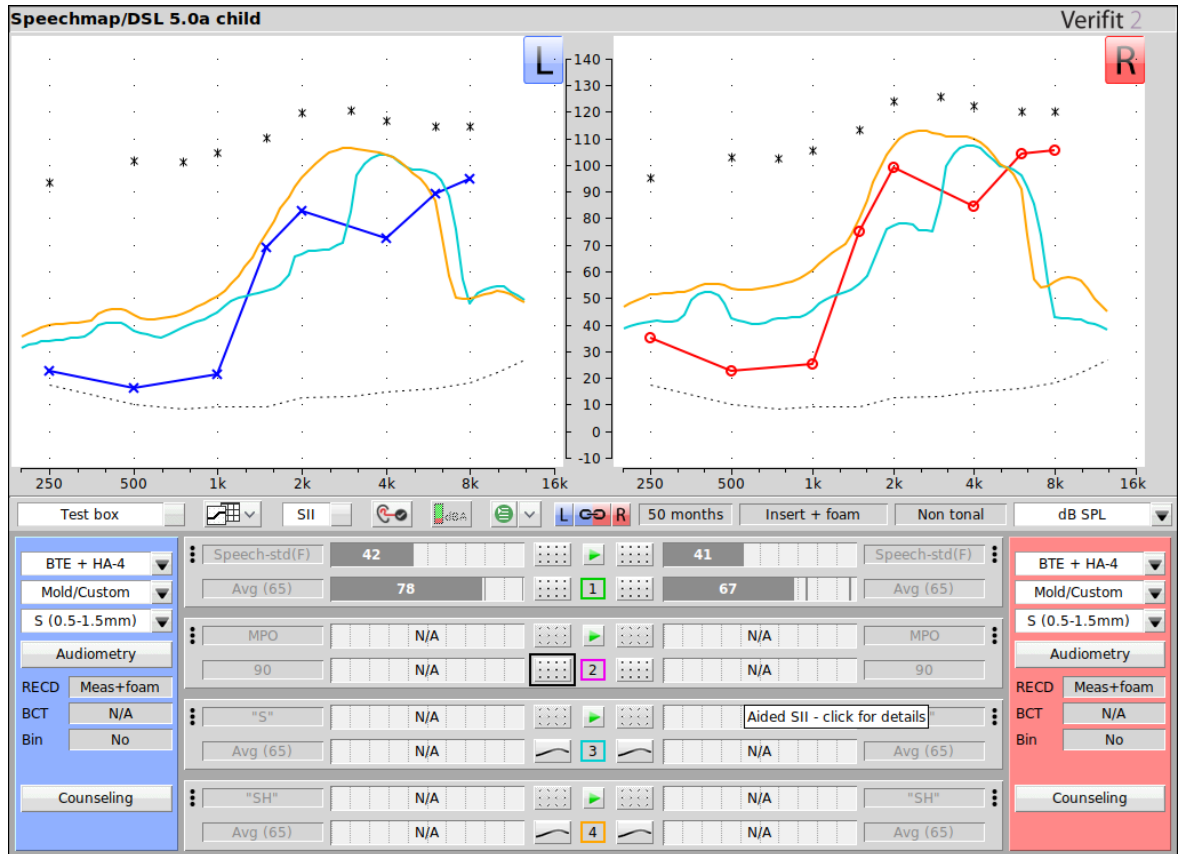 Speechmap/DSL 5.0a child
Verifit 2
L
R
140
130
120
110
100
90
80
70
60
50
40
30
20
10
0
-10
250 500 1k 2k 4k 8k 16k
250 500 1k 2k 4k 8k 16k
Test box
SII
dBA
L R
50 months
Insert + foam
Non tonal
dB SPL
BTE + HA-4
Mold/Custom
S (0.5-1.5mm)
Audiometry
RECD Meas+foam
BCT N/A
Bin No
Counseling
Speech-std(F) 42 41 Speech-std(F)
Avg (65) 78 1 67 Avg (65)
MPO N/A N/A MPO
90 N/A 2 N/A 90
"S" N/A N/A "
Aided SII - click for details
Avg (65) N/A 3 N/A Avg (65)
"SH" N/A N/A "SH"
Avg (65) N/A 4 N/A Avg (65)
BTE + HA-4
Mold/Custom
S (0.5-1.5mm)
Audiometry
RECD Meas+foam
BCT N/A
Bin No
Counseling